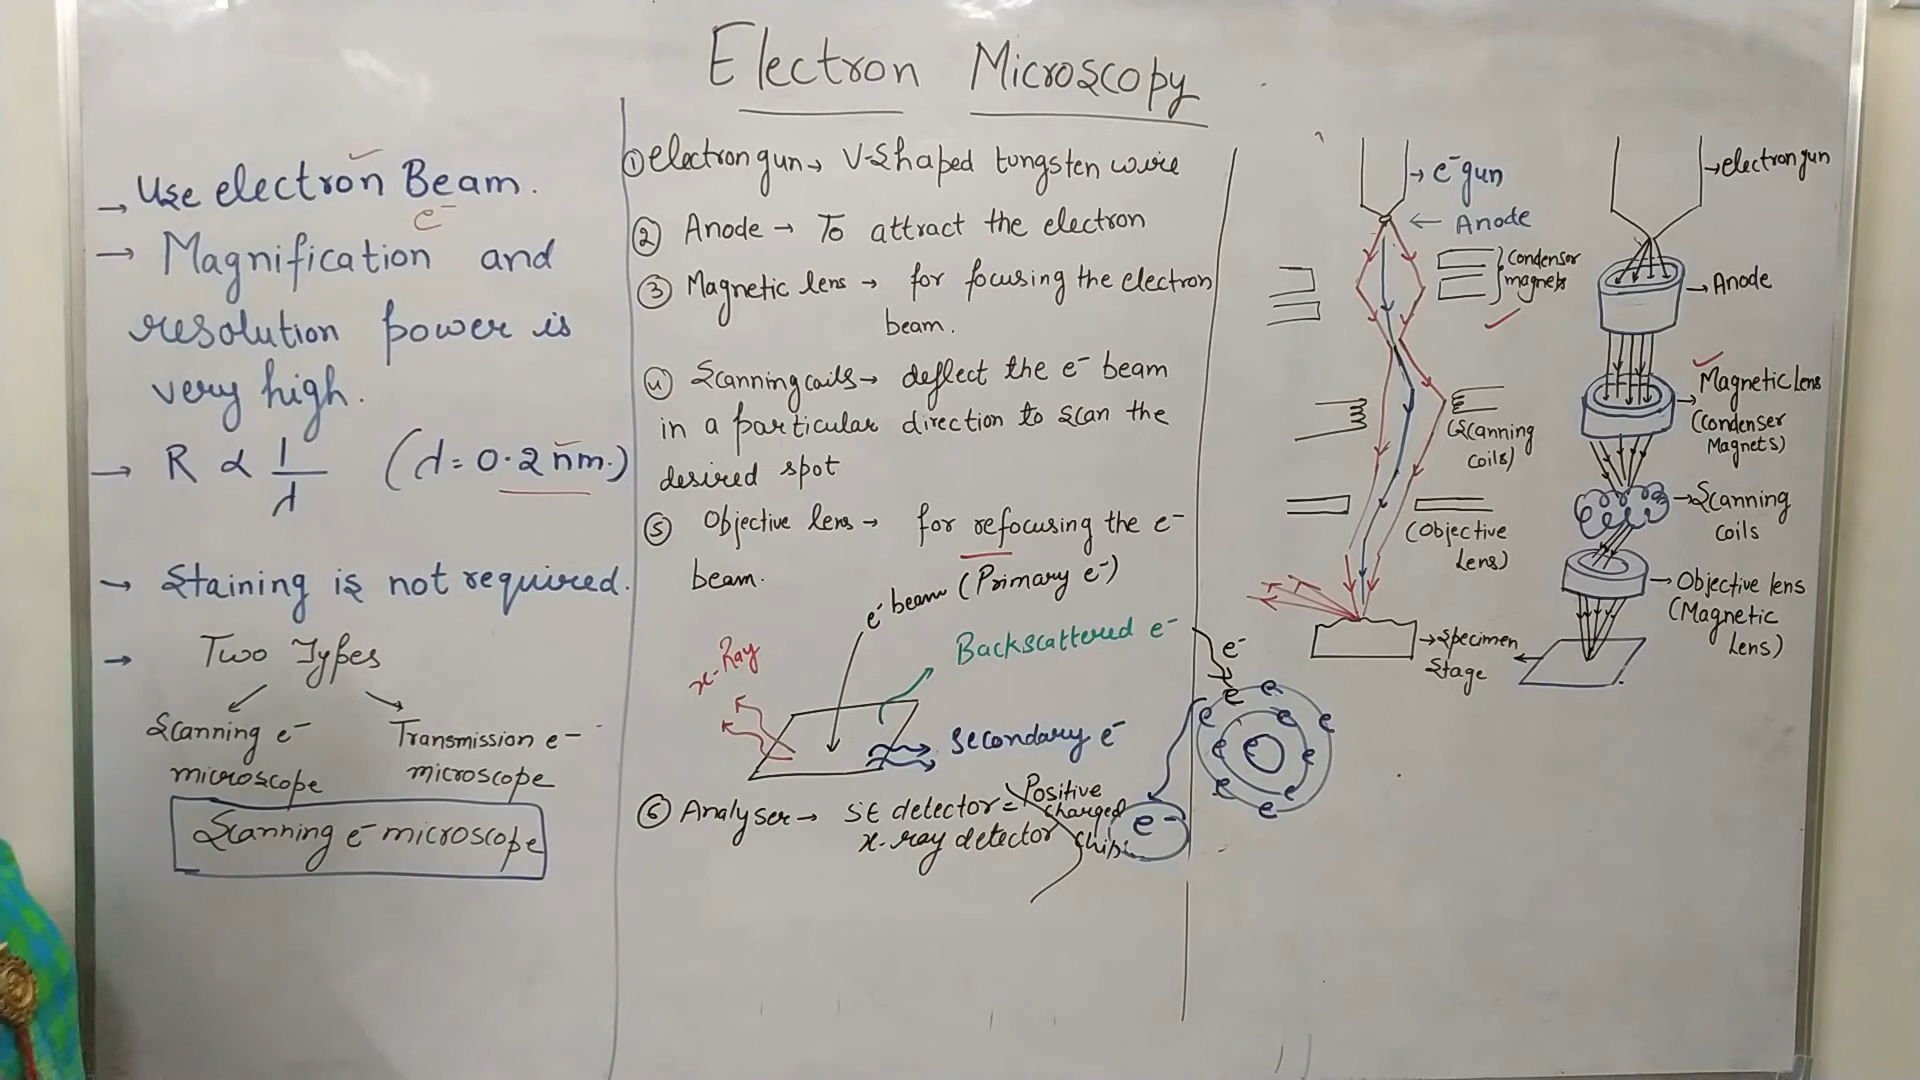 Electron Microscopy
→ Use electron Beam.
e⁻
→ Magnification and
resolution power is
very high.
→ R ∝ 1/λ (d = 0.2 nm.)
→ Staining is not required.
→ Two Types
Scanning e⁻
microscope
Transmission e⁻
microscope
Scanning e⁻ microscope
① electron gun → V-Shaped tungsten wire
② Anode → To attract the electron
③ Magnetic lens → for focusing the electron
beam.
④ Scanning coils → deflect the e⁻ beam
in a particular direction to scan the
desired spot
⑤ Objective lens → for refocusing the e⁻
beam.
e⁻ beam (Primary e⁻)
x-Ray
Backscattered e⁻
Secondary e⁻
⑥ Analyser → SE detector = Positive
charged
x-ray detector chips
e⁻
e⁻
e
e
e
e
e
e
e
e
e
e
e
→ e⁻ gun
← Anode
Condenser
magnets
(Scanning
coils)
(Objective
Lens)
→ Specimen
Stage
→ electron gun
→ Anode
→ Magnetic Lens
(Condenser
Magnets)
→ Scanning
coils
→ Objective lens
(Magnetic
Lens)